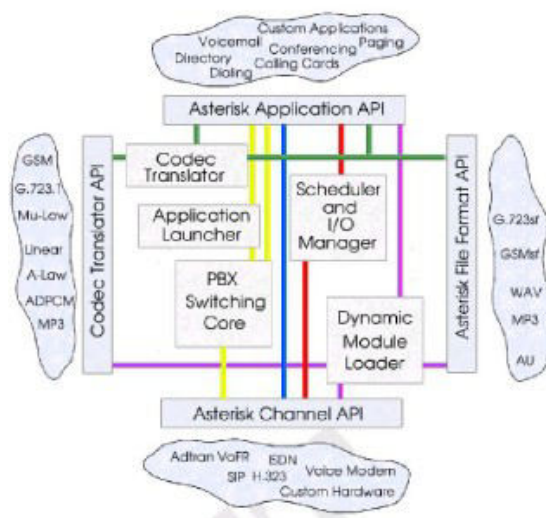 Custom Applications
Voicemail
Paging
Conferencing
Directory
Calling Cards
Dialing
Asterisk Application API
Codec Translator API
GSM
G.723.1
Mu-Law
Linear
A-Law
ADPCM
MP3
Codec
Translator
Application
Launcher
PBX
Switching
Core
Scheduler
and
I/O
Manager
Dynamic
Module
Loader
Asterisk File Format API
G.723sf
GSMsf
WAV
MP3
AU
Asterisk Channel API
Adtran VoFR
ISDN
SIP
H.323
Voice Modem
Custom Hardware